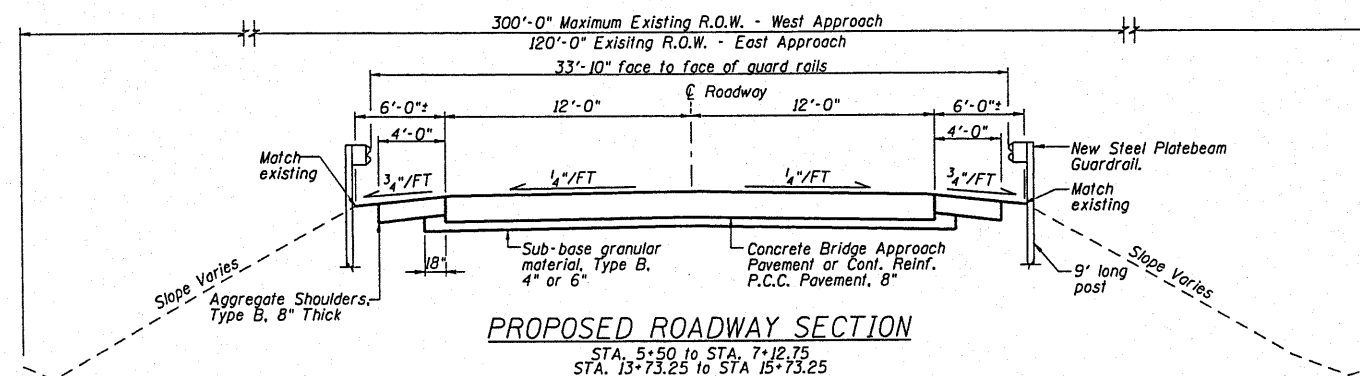 300'-0" Maximum Existing R.O.W. - West Approach
120'-0" Exisitng R.O.W. - East Approach
33'-10" face to face of guard rails
℄ Roadway
6'-0"±
12'-0"
12'-0"
6'-0"±
4'-0"
4'-0"
Match
existing
3/4"/FT
1/4"/FT
1/4"/FT
3/4"/FT
New Steel Platebeam
Guardrail.
Match
existing
Slope Varies
18"
Sub-base granular
material, Type B,
4" or 6"
Concrete Bridge Approach
Pavement or Cont. Reinf.
P.C.C. Pavement, 8"
9' long
post
Slope Varies
Aggregate Shoulders,
Type B, 8" Thick
PROPOSED ROADWAY SECTION
STA. 5+50 to STA. 7+12.75
STA. 13+73.25 to STA 15+73.25